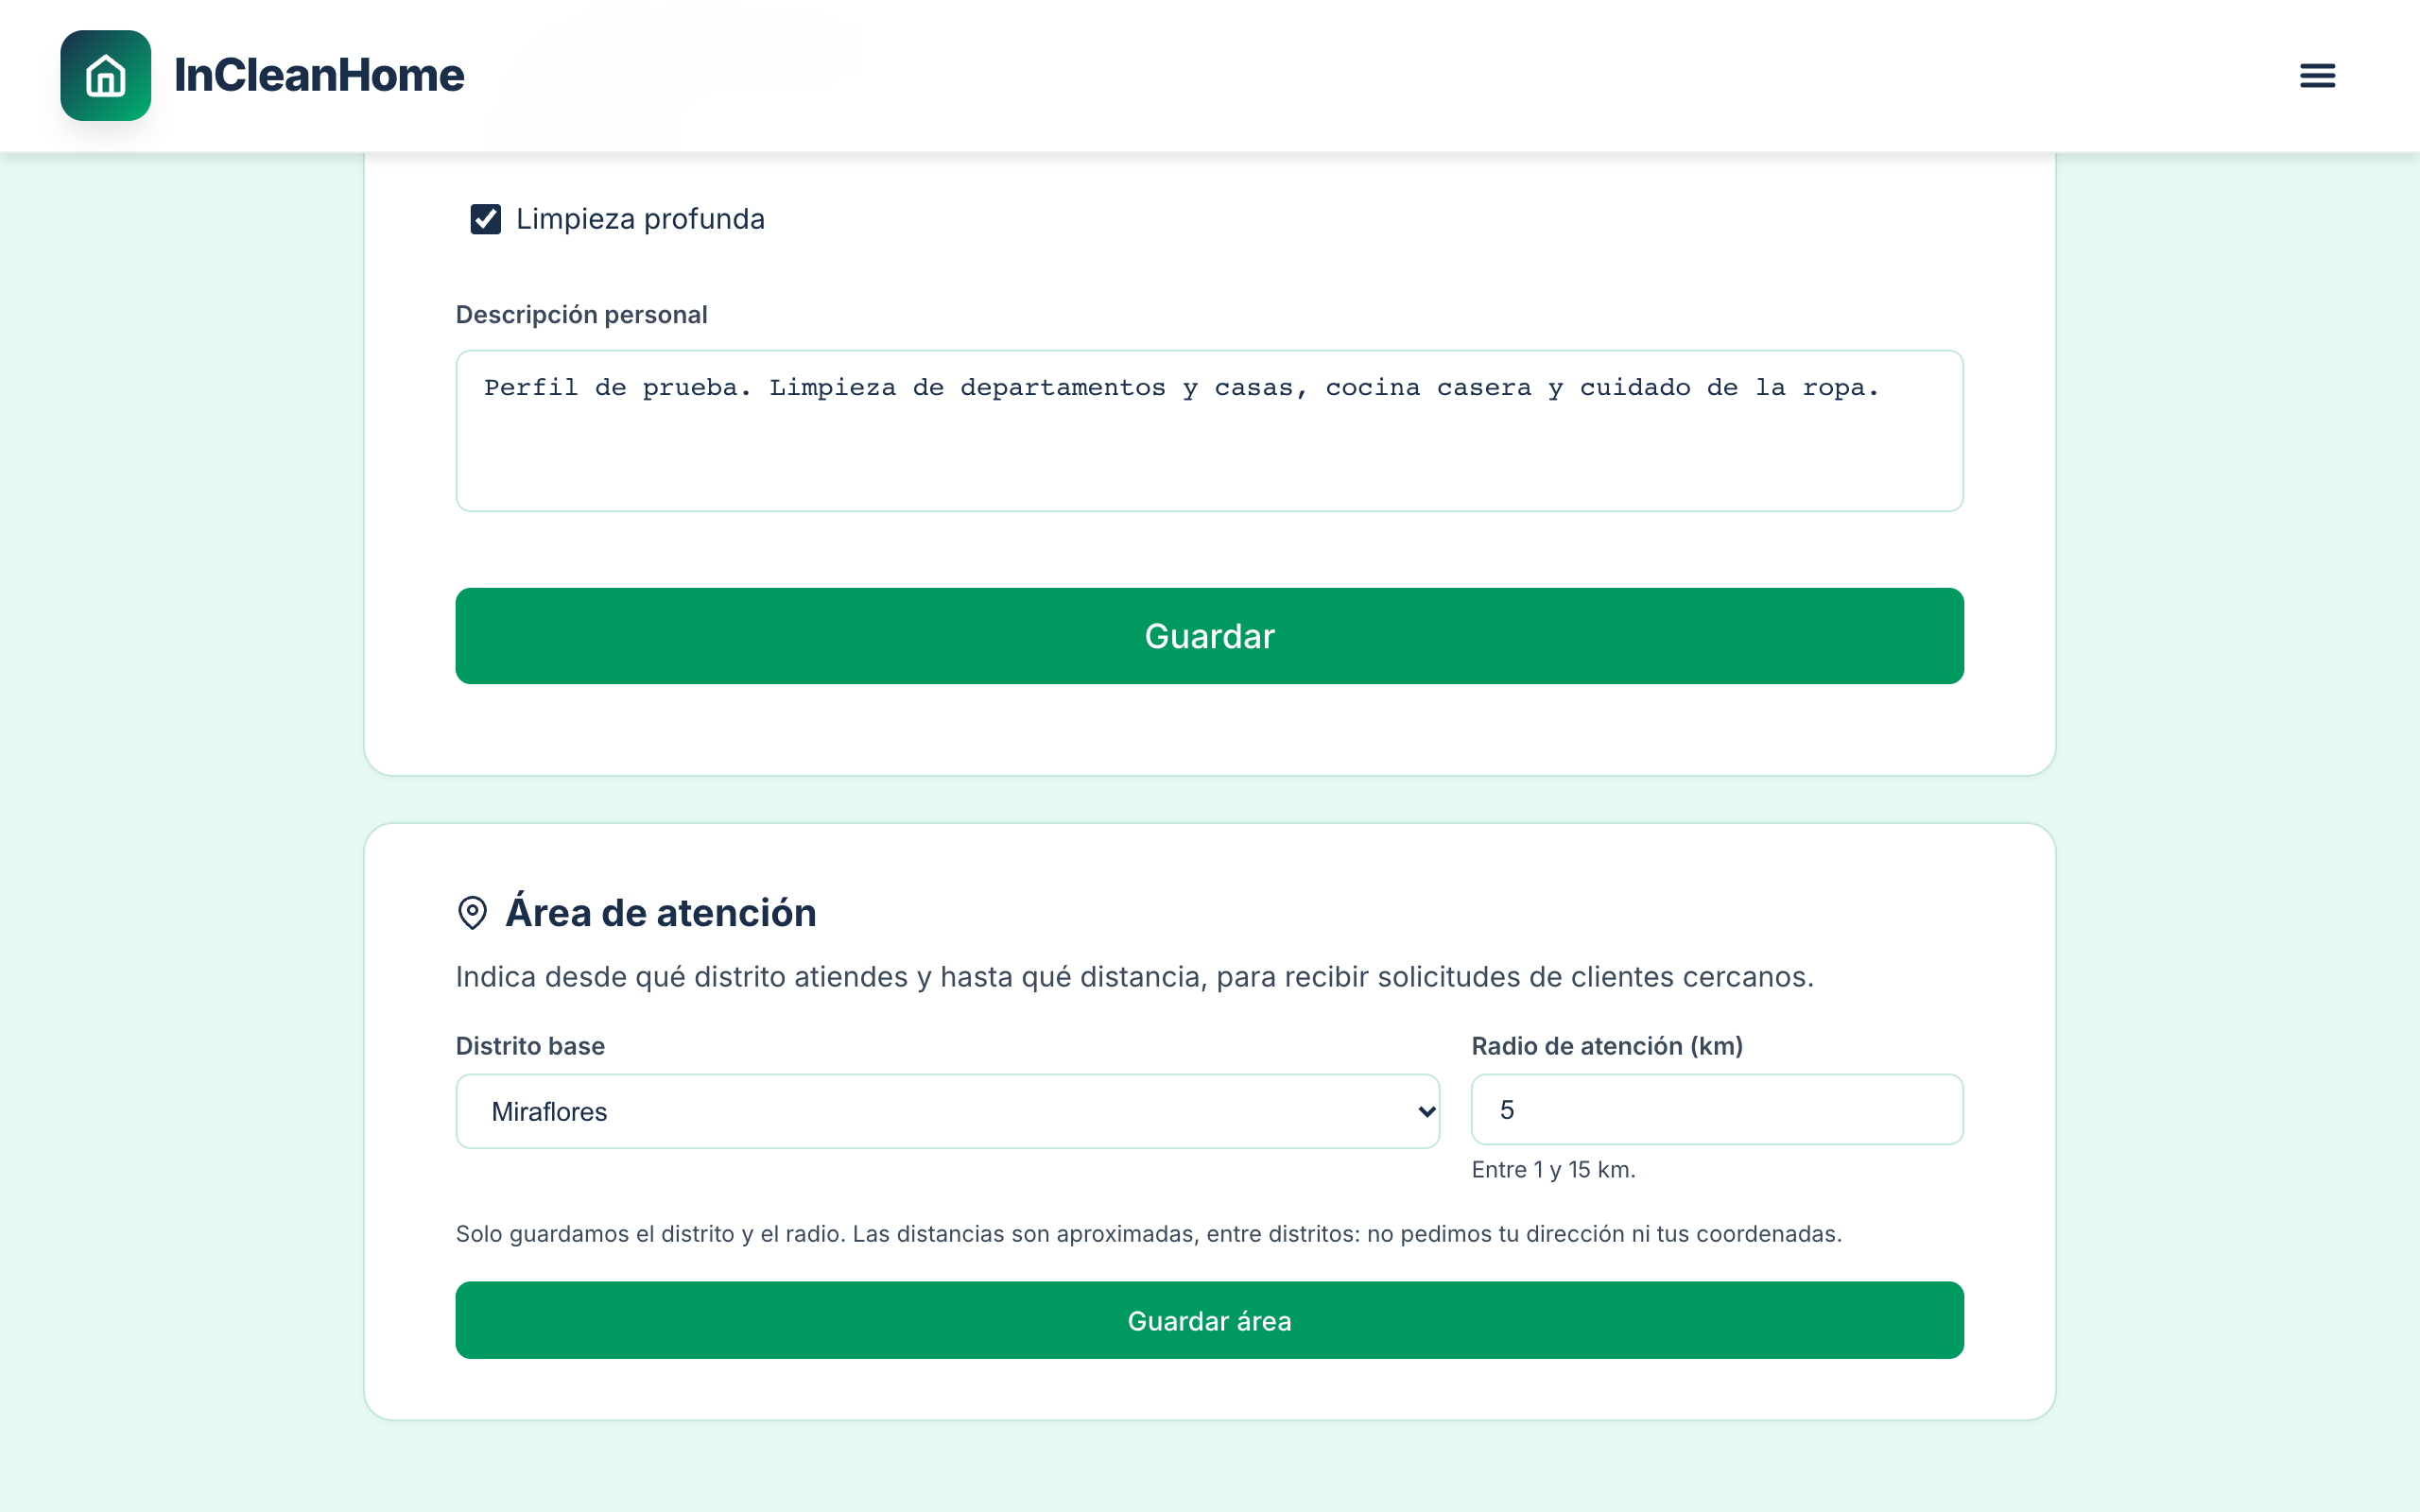 InCleanHome
Limpieza profunda
Descripción personal
Perfil de prueba. Limpieza de departamentos y casas, cocina casera y cuidado de la ropa.
Guardar
Área de atención
Indica desde qué distrito atiendes y hasta qué distancia, para recibir solicitudes de clientes cercanos.
Distrito base
Radio de atención (km)
Miraflores
5
Entre 1 y 15 km.
Solo guardamos el distrito y el radio. Las distancias son aproximadas, entre distritos: no pedimos tu dirección ni tus coordenadas.
Guardar área